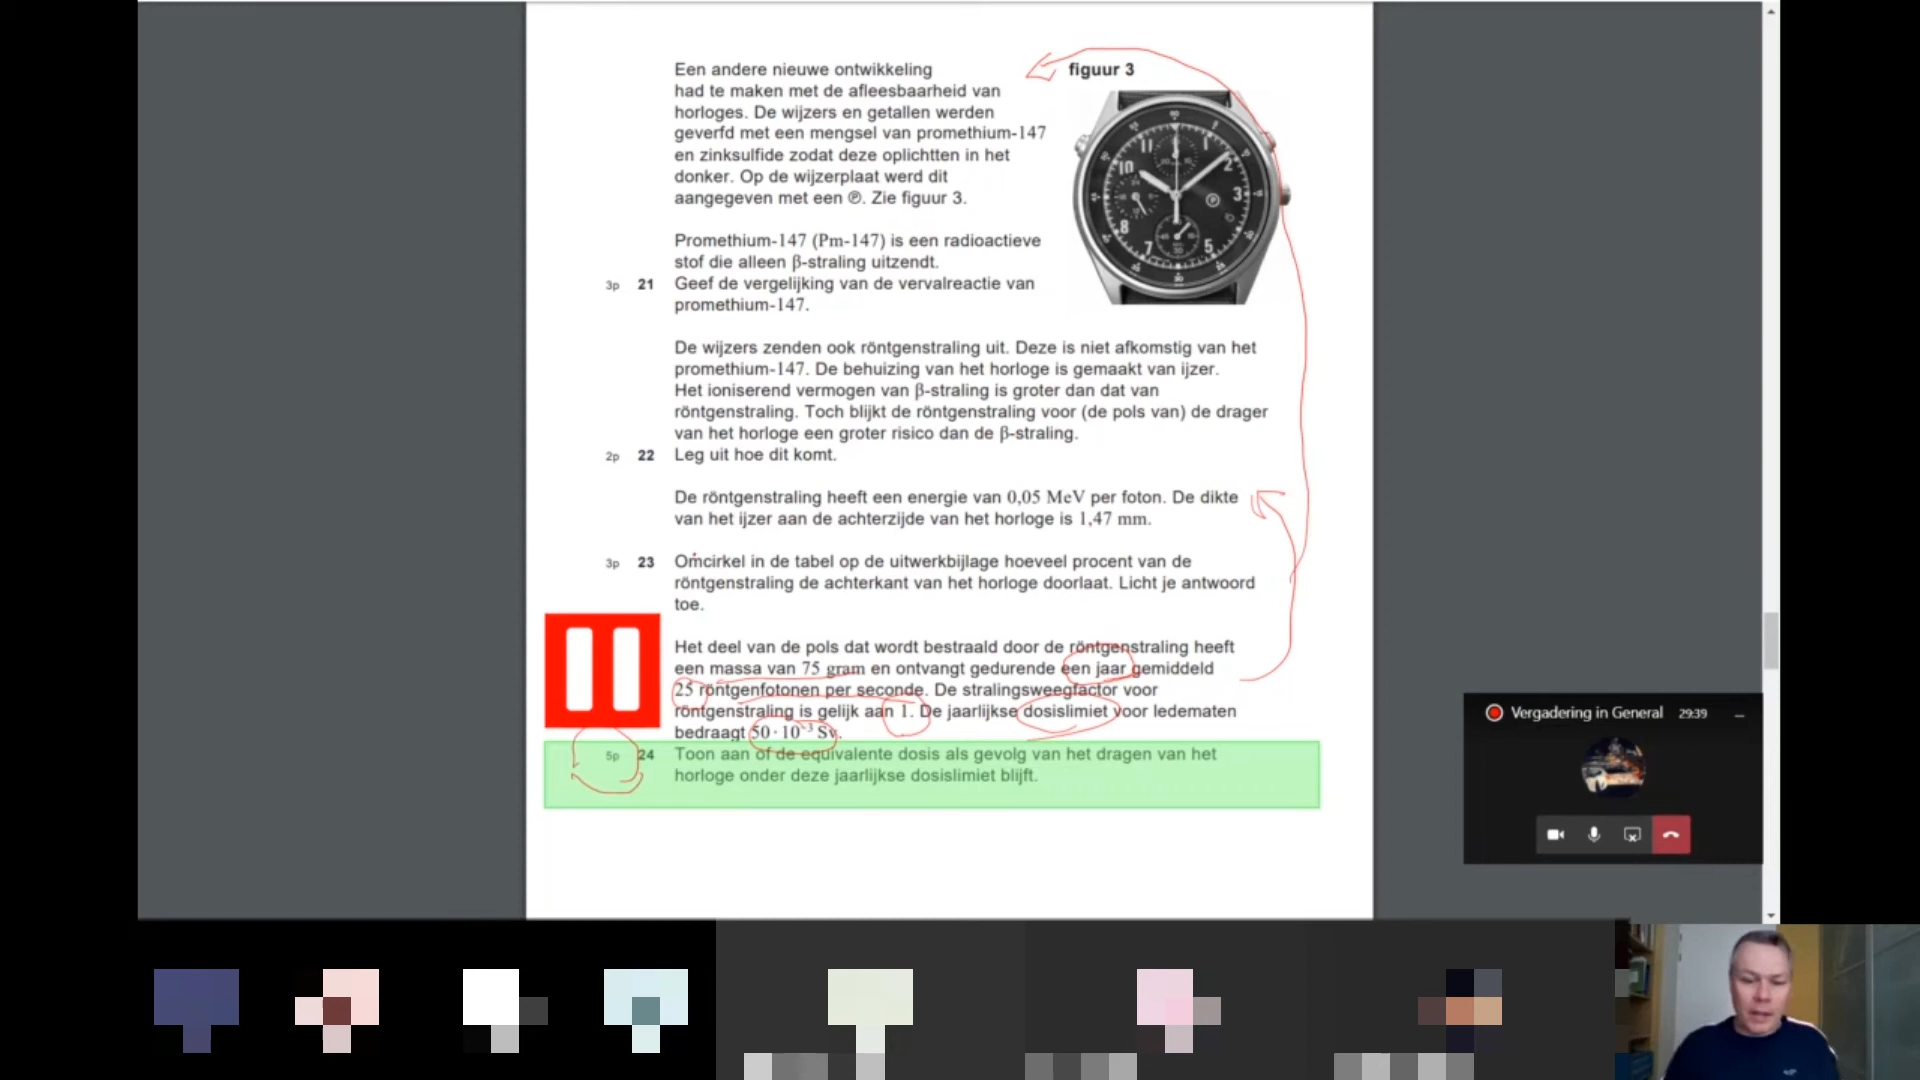 Een andere nieuwe ontwikkeling
had te maken met de afleesbaarheid van
horloges. De wijzers en getallen werden
geverfd met een mengsel van promethium-147
en zinksulfide zodat deze oplichtten in het
donker. Op de wijzerplaat werd dit
aangegeven met een ℗. Zie figuur 3.
figuur 3
11
1
10
2
3
8
7
5
℗
Promethium-147 (Pm-147) is een radioactieve
stof die alleen β-straling uitzendt.
3p 21 Geef de vergelijking van de vervalreactie van
promethium-147.
De wijzers zenden ook röntgenstraling uit. Deze is niet afkomstig van het
promethium-147. De behuizing van het horloge is gemaakt van ijzer.
Het ioniserend vermogen van β-straling is groter dan dat van
röntgenstraling. Toch blijkt de röntgenstraling voor (de pols van) de drager
van het horloge een groter risico dan de β-straling.
2p 22 Leg uit hoe dit komt.
De röntgenstraling heeft een energie van 0,05 MeV per foton. De dikte
van het ijzer aan de achterzijde van het horloge is 1,47 mm.
3p 23 Omcirkel in de tabel op de uitwerkbijlage hoeveel procent van de
röntgenstraling de achterkant van het horloge doorlaat. Licht je antwoord
toe.
Het deel van de pols dat wordt bestraald door de röntgenstraling heeft
een massa van 75 gram en ontvangt gedurende een jaar gemiddeld
25 röntgenfotonen per seconde. De stralingsweegfactor voor
röntgenstraling is gelijk aan 1. De jaarlijkse dosislimiet voor ledematen
bedraagt 50·10⁻³ Sv.
5p 24 Toon aan of de equivalente dosis als gevolg van het dragen van het
horloge onder deze jaarlijkse dosislimiet blijft.
Vergadering in General 29:39